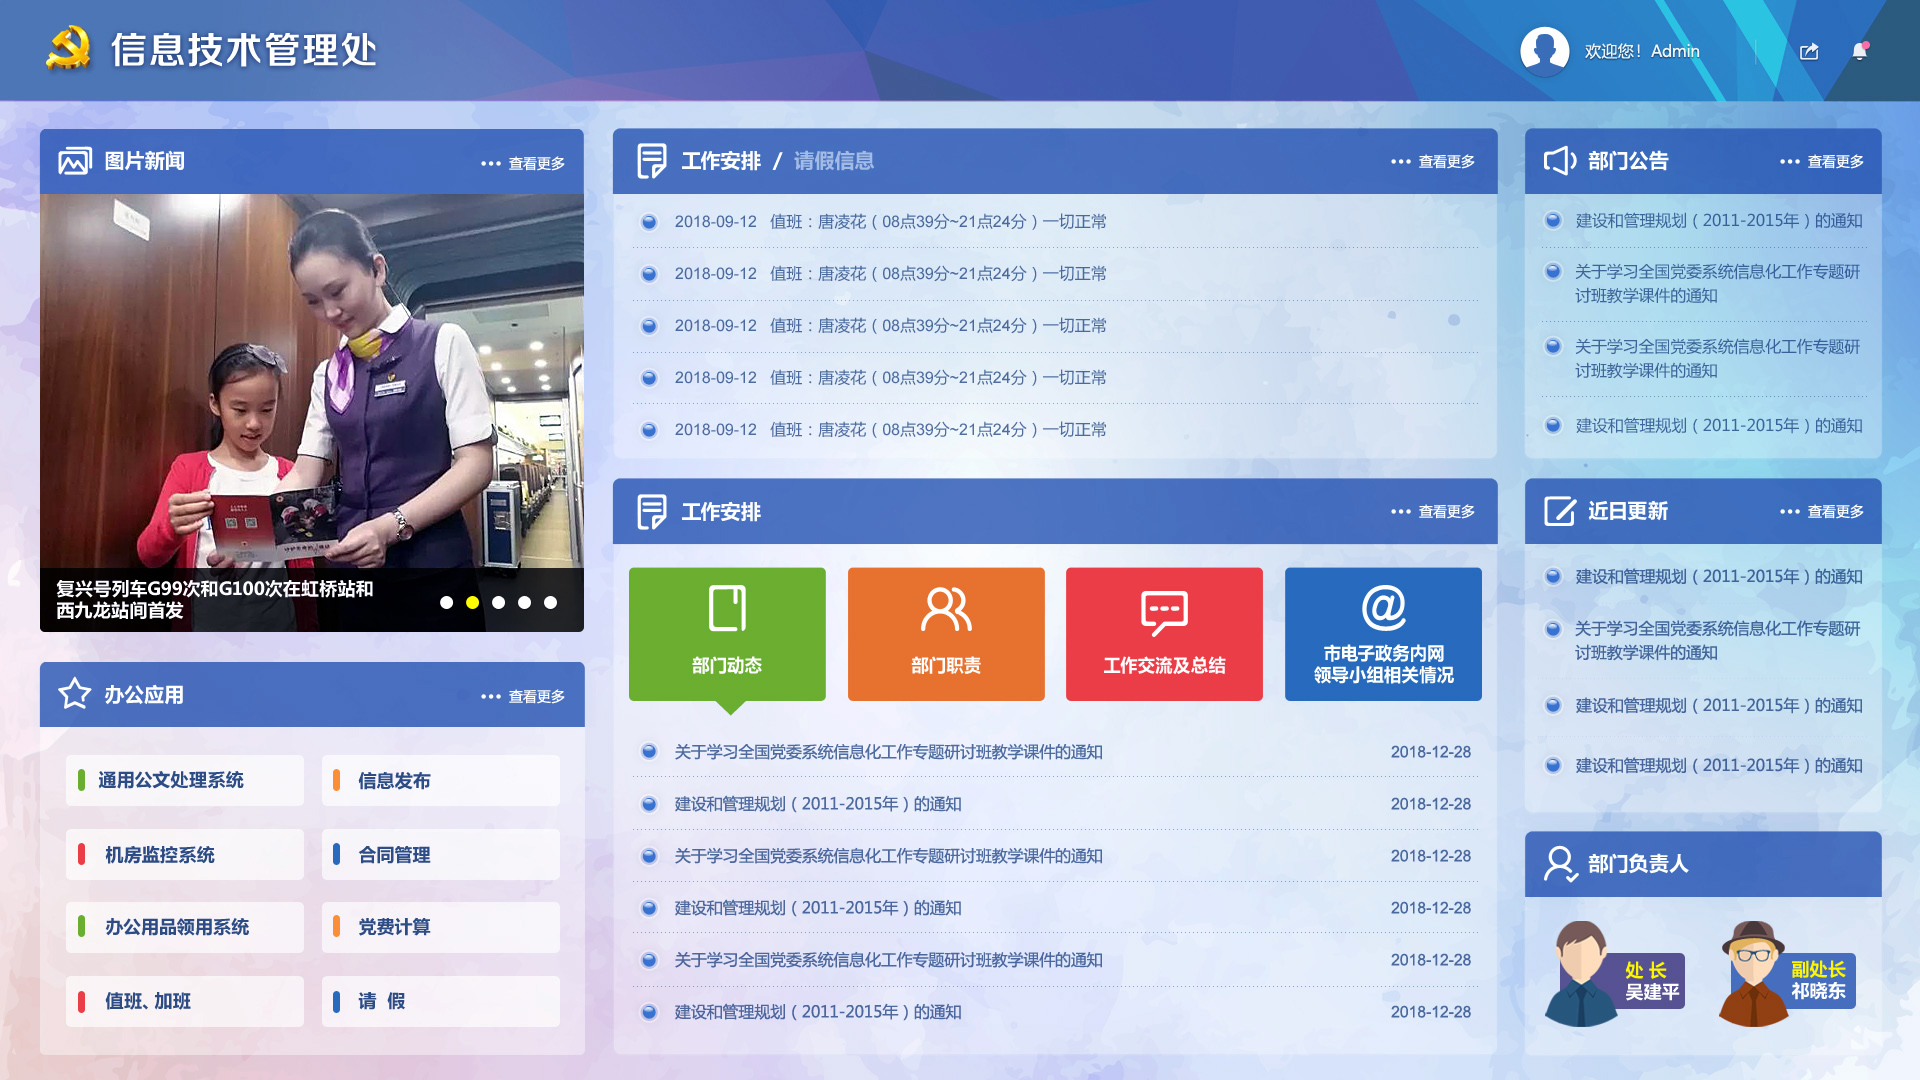 信息技术管理处
欢迎您！Admin
图片新闻
查看更多
复兴号列车G99次和G100次在虹桥站和
西九龙站间首发
办公应用
查看更多
通用公文处理系统
信息发布
机房监控系统
合同管理
办公用品领用系统
党费计算
值班、加班
请 假
工作安排 / 请假信息
查看更多
2018-09-12 值班：唐凌花（08点39分~21点24分）一切正常
2018-09-12 值班：唐凌花（08点39分~21点24分）一切正常
2018-09-12 值班：唐凌花（08点39分~21点24分）一切正常
2018-09-12 值班：唐凌花（08点39分~21点24分）一切正常
2018-09-12 值班：唐凌花（08点39分~21点24分）一切正常
工作安排
查看更多
部门动态
部门职责
工作交流及总结
@
市电子政务内网
领导小组相关情况
关于学习全国党委系统信息化工作专题研讨班教学课件的通知 2018-12-28
建设和管理规划（2011-2015年）的通知 2018-12-28
关于学习全国党委系统信息化工作专题研讨班教学课件的通知 2018-12-28
建设和管理规划（2011-2015年）的通知 2018-12-28
关于学习全国党委系统信息化工作专题研讨班教学课件的通知 2018-12-28
建设和管理规划（2011-2015年）的通知 2018-12-28
部门公告
查看更多
建设和管理规划（2011-2015年）的通知
关于学习全国党委系统信息化工作专题研
讨班教学课件的通知
关于学习全国党委系统信息化工作专题研
讨班教学课件的通知
建设和管理规划（2011-2015年）的通知
近日更新
查看更多
建设和管理规划（2011-2015年）的通知
关于学习全国党委系统信息化工作专题研
讨班教学课件的通知
建设和管理规划（2011-2015年）的通知
建设和管理规划（2011-2015年）的通知
部门负责人
处 长
吴建平
副处长
祁晓东